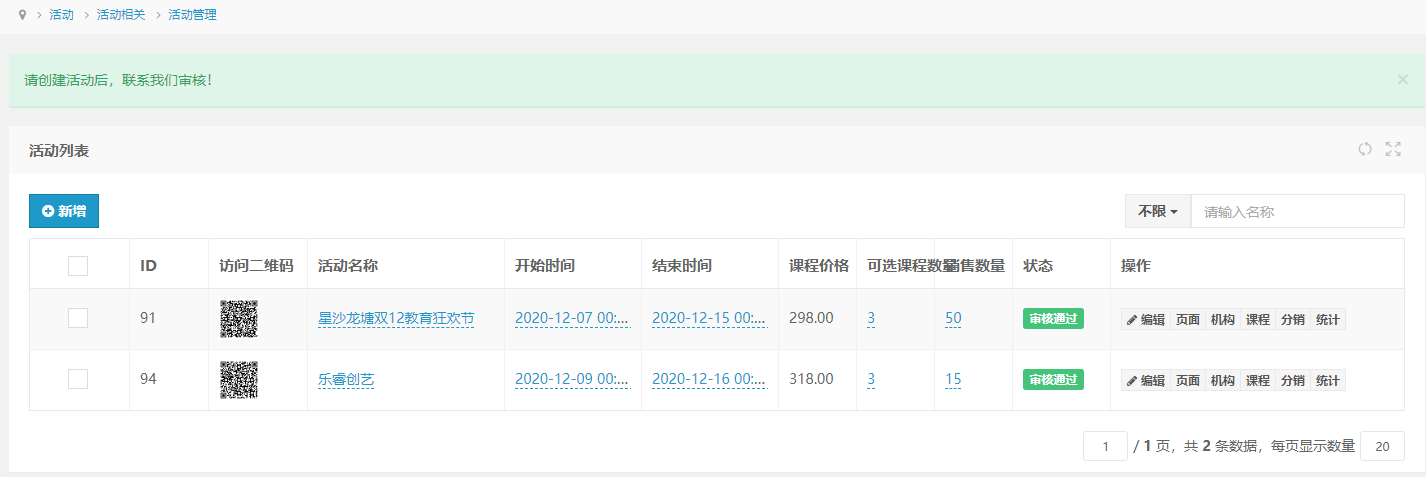 活动 活动相关 活动管理
请创建活动后，联系我们审核！ ×
活动列表
新增 不限 请输入名称
ID 访问二维码 活动名称 开始时间 结束时间 课程价格 可选课程数量 销售数量 状态 操作
91 星沙龙塘双12教育狂欢节 2020-12-07 00:... 2020-12-15 00:... 298.00 3 50 审核通过 编辑 页面 机构 课程 分销 统计
94 乐睿创艺 2020-12-09 00:... 2020-12-16 00:... 318.00 3 15 审核通过 编辑 页面 机构 课程 分销 统计
1 / 1 页，共 2 条数据，每页显示数量 20